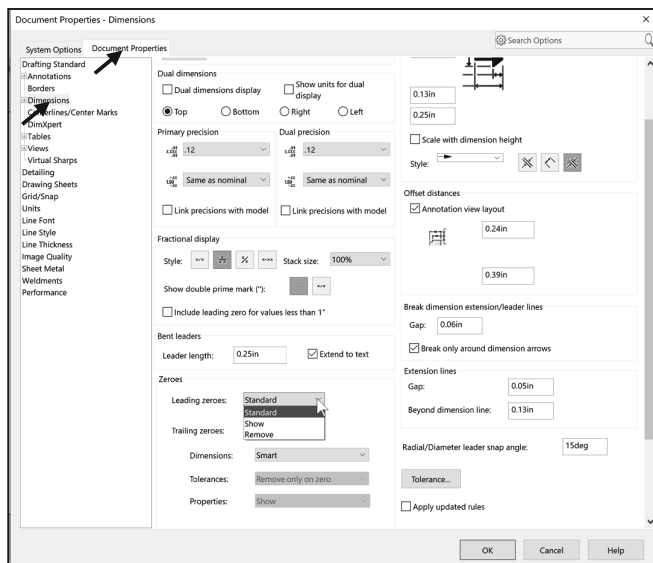 Document Properties - Dimensions
×
System Options
Document Properties
Search Options
Drafting Standard
Annotations
Borders
Dimensions
Centerlines/Center Marks
DimXpert
Tables
Views
Virtual Sharps
Detailing
Drawing Sheets
Grid/Snap
Units
Line Font
Line Style
Line Thickness
Image Quality
Sheet Metal
Weldments
Performance
Dual dimensions
Dual dimensions display
Show units for dual
display
Top
Bottom
Right
Left
Primary precision
Dual precision
.12
.12
Same as nominal
Same as nominal
Link precisions with model
Link precisions with model
Fractional display
Style:
Stack size:
100%
Show double prime mark ("):
Include leading zero for values less than 1"
Bent leaders
Leader length:
0.25in
Extend to text
Zeroes
Leading zeroes:
Standard
Standard
Show
Remove
Trailing zeroes:
Dimensions:
Smart
Tolerances:
Remove only on zero
Properties:
Show
0.13in
0.25in
Scale with dimension height
Style:
Offset distances
Annotation view layout
0.24in
0.39in
Break dimension extension/leader lines
Gap:
0.06in
Break only around dimension arrows
Extension lines
Gap:
0.05in
Beyond dimension line:
0.13in
Radial/Diameter leader snap angle:
15deg
Tolerance...
Apply updated rules
OK
Cancel
Help